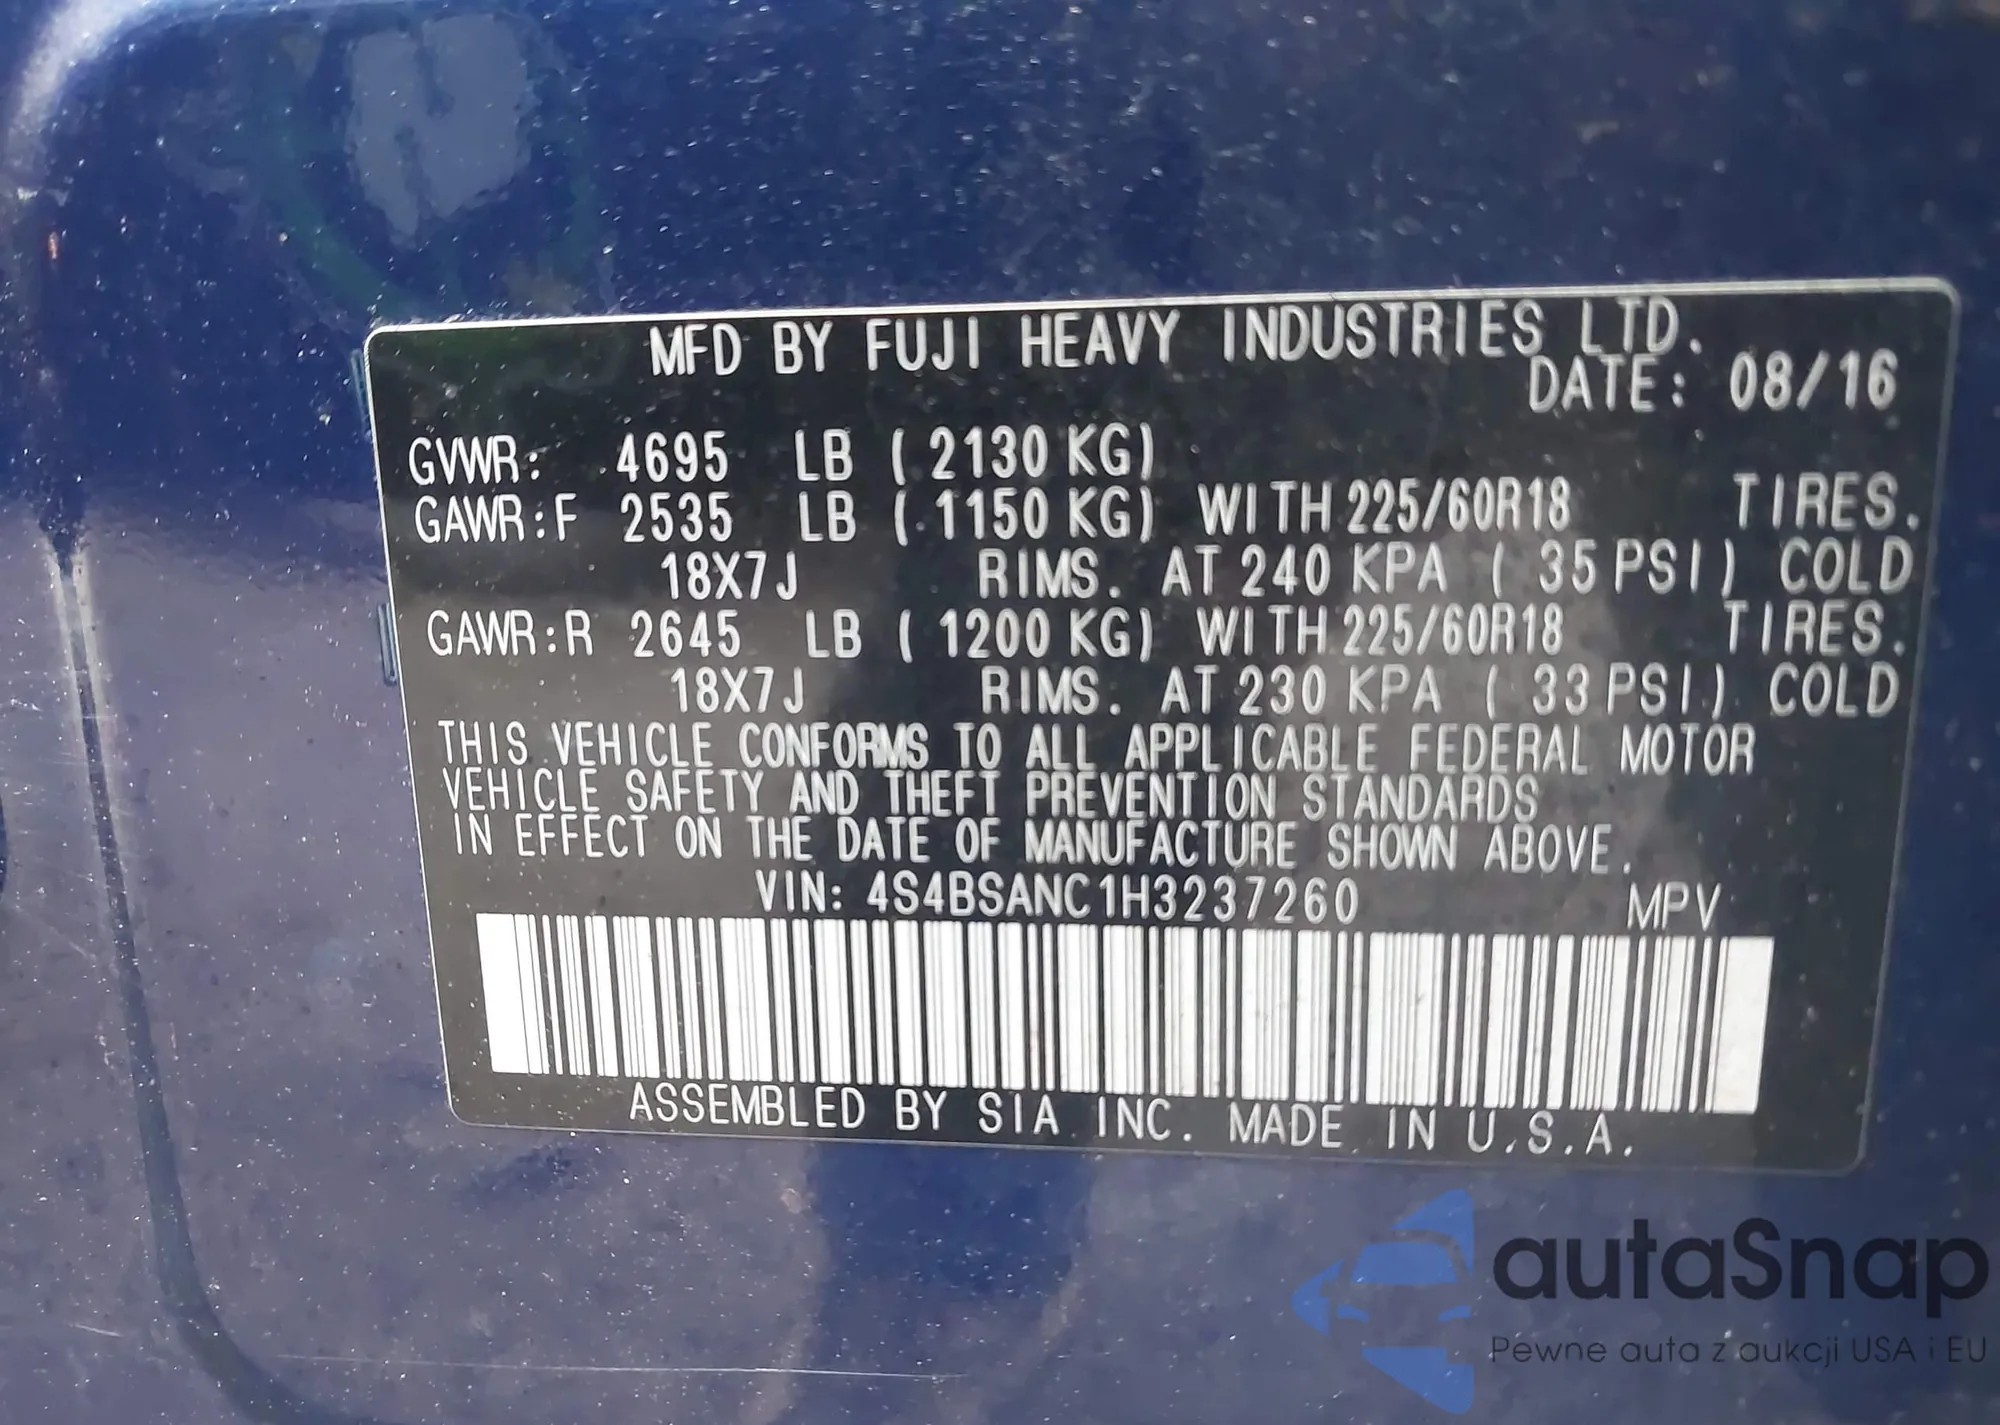 MFD BY FUJI HEAVY INDUSTRIES LTD.
DATE: 08/16
GVWR: 4695 LB ( 2130 KG)
GAWR:F 2535 LB ( 1150 KG) WITH 225/60R18 TIRES.
18X7J RIMS. AT 240 KPA ( 35 PSI) COLD
GAWR:R 2645 LB ( 1200 KG) WITH 225/60R18 TIRES.
18X7J RIMS. AT 230 KPA ( 33 PSI) COLD
THIS VEHICLE CONFORMS TO ALL APPLICABLE FEDERAL MOTOR
VEHICLE SAFETY AND THEFT PREVENTION STANDARDS
IN EFFECT ON THE DATE OF MANUFACTURE SHOWN ABOVE.
VIN: 4S4BSANC1H3237260 MPV
ASSEMBLED BY SIA INC. MADE IN U.S.A.
autaSnap
Pewne auta z aukcji USA i EU